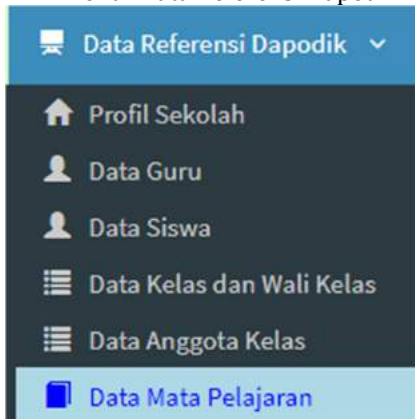 Data Referensi Dapodik
Profil Sekolah
Data Guru
Data Siswa
Data Kelas dan Wali Kelas
Data Anggota Kelas
Data Mata Pelajaran